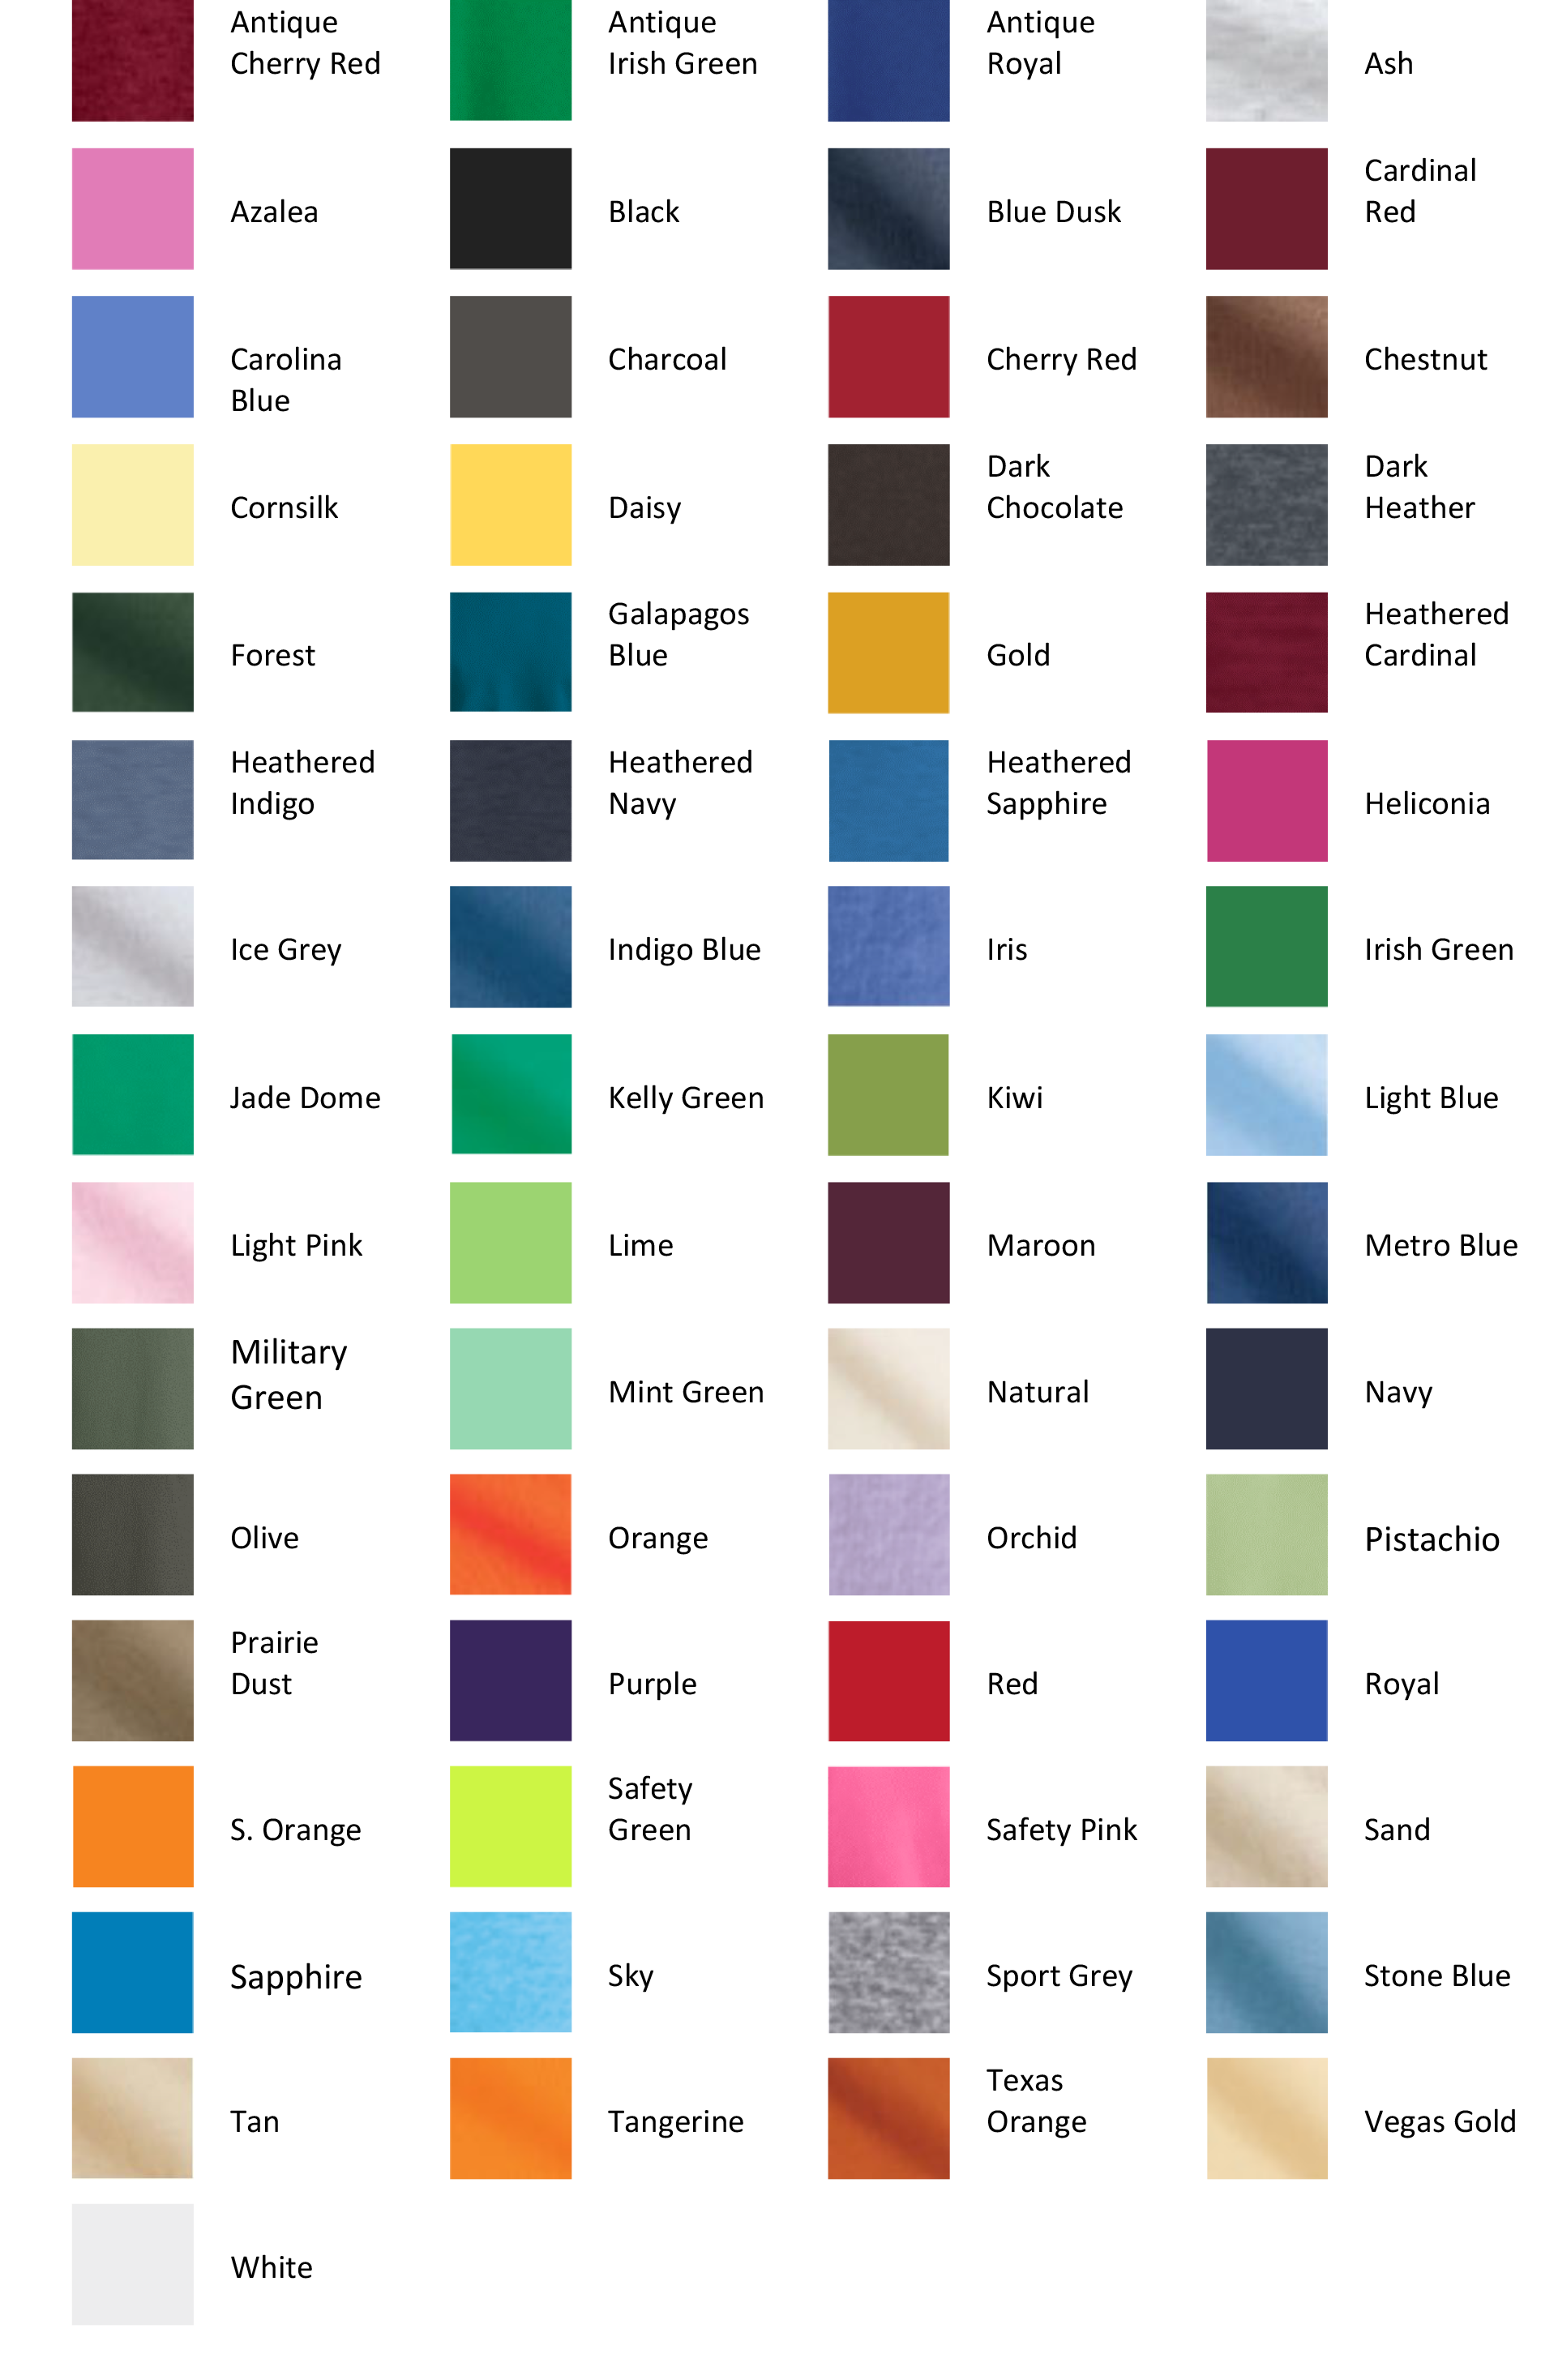 Antique
Cherry Red
Antique
Irish Green
Antique
Royal
Ash
Azalea
Black
Blue Dusk
Cardinal
Red
Carolina
Blue
Charcoal
Cherry Red
Chestnut
Cornsilk
Daisy
Dark
Chocolate
Dark
Heather
Forest
Galapagos
Blue
Gold
Heathered
Cardinal
Heathered
Indigo
Heathered
Navy
Heathered
Sapphire
Heliconia
Ice Grey
Indigo Blue
Iris
Irish Green
Jade Dome
Kelly Green
Kiwi
Light Blue
Light Pink
Lime
Maroon
Metro Blue
Military
Green
Mint Green
Natural
Navy
Olive
Orange
Orchid
Pistachio
Prairie
Dust
Purple
Red
Royal
S. Orange
Safety
Green
Safety Pink
Sand
Sapphire
Sky
Sport Grey
Stone Blue
Tan
Tangerine
Texas
Orange
Vegas Gold
White